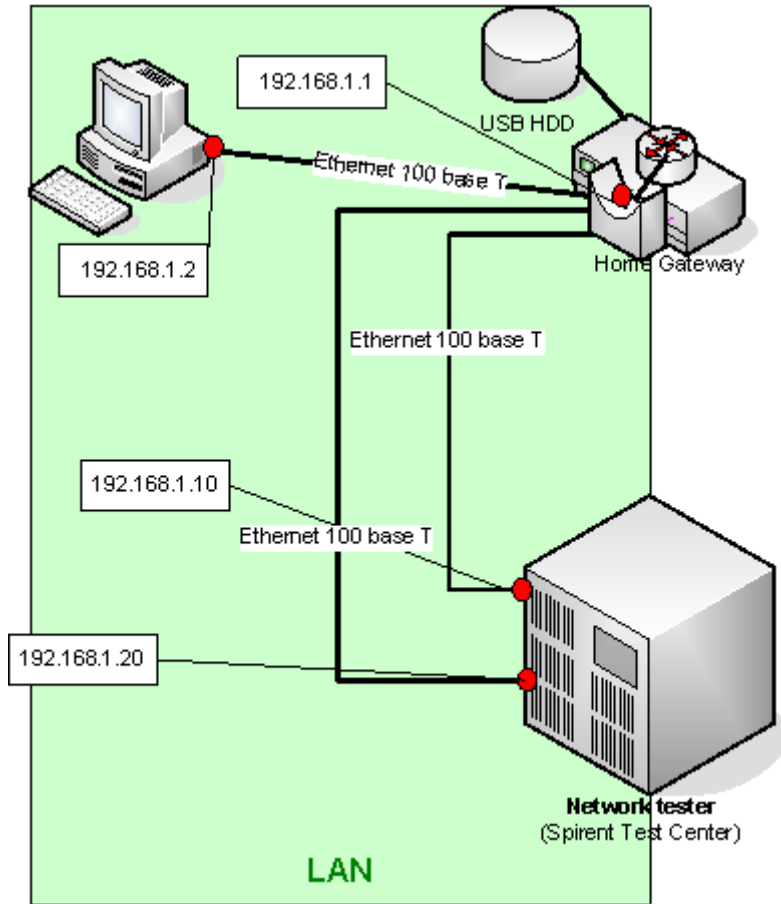 192.168.1.1
USB HDD
Ethernet 100 base T
192.168.1.2
Home Gateway
Ethernet 100 base T
192.168.1.10
Ethernet 100 base T
192.168.1.20
Network tester
(Spirent Test Center)
LAN